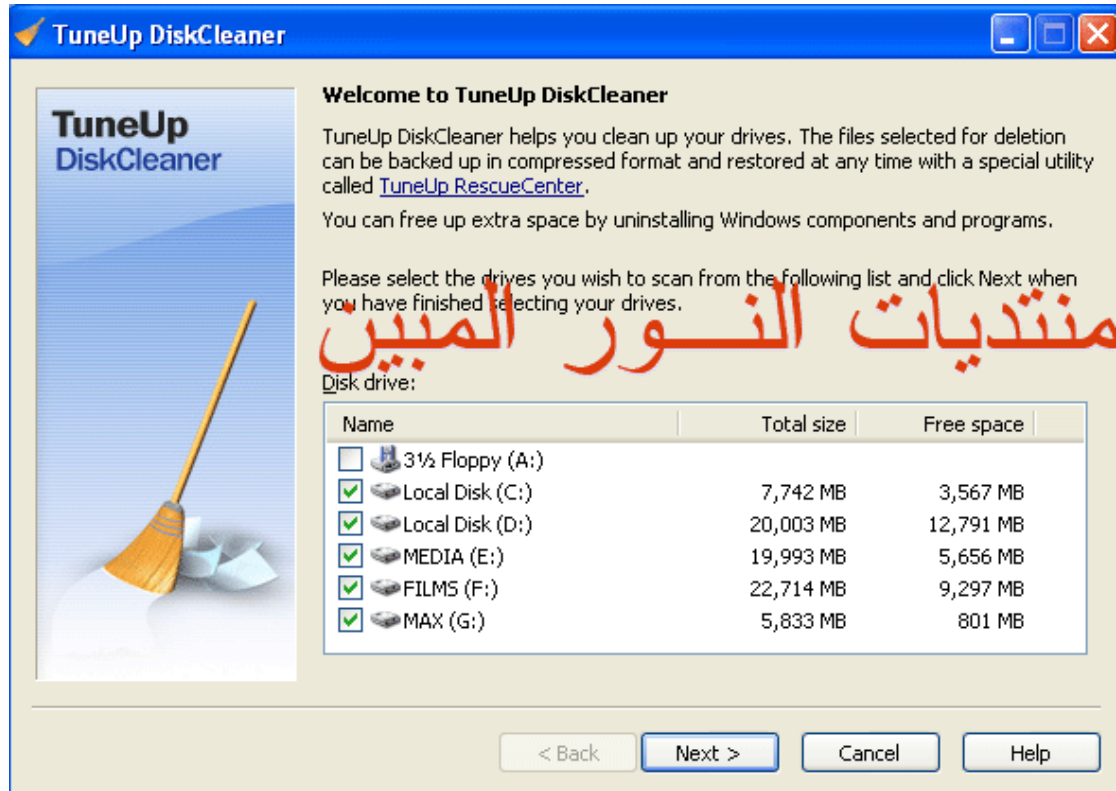 TuneUp DiskCleaner
TuneUp
DiskCleaner
Welcome to TuneUp DiskCleaner
TuneUp DiskCleaner helps you clean up your drives. The files selected for deletion
can be backed up in compressed format and restored at any time with a special utility
called TuneUp RescueCenter.
You can free up extra space by uninstalling Windows components and programs.
Please select the drives you wish to scan from the following list and click Next when
you have finished selecting your drives.
منتديات النـــور المبين
Disk drive:
Name Total size Free space
3½ Floppy (A:)
Local Disk (C:) 7,742 MB 3,567 MB
Local Disk (D:) 20,003 MB 12,791 MB
MEDIA (E:) 19,993 MB 5,656 MB
FILMS (F:) 22,714 MB 9,297 MB
MAX (G:) 5,833 MB 801 MB
< Back Next > Cancel Help